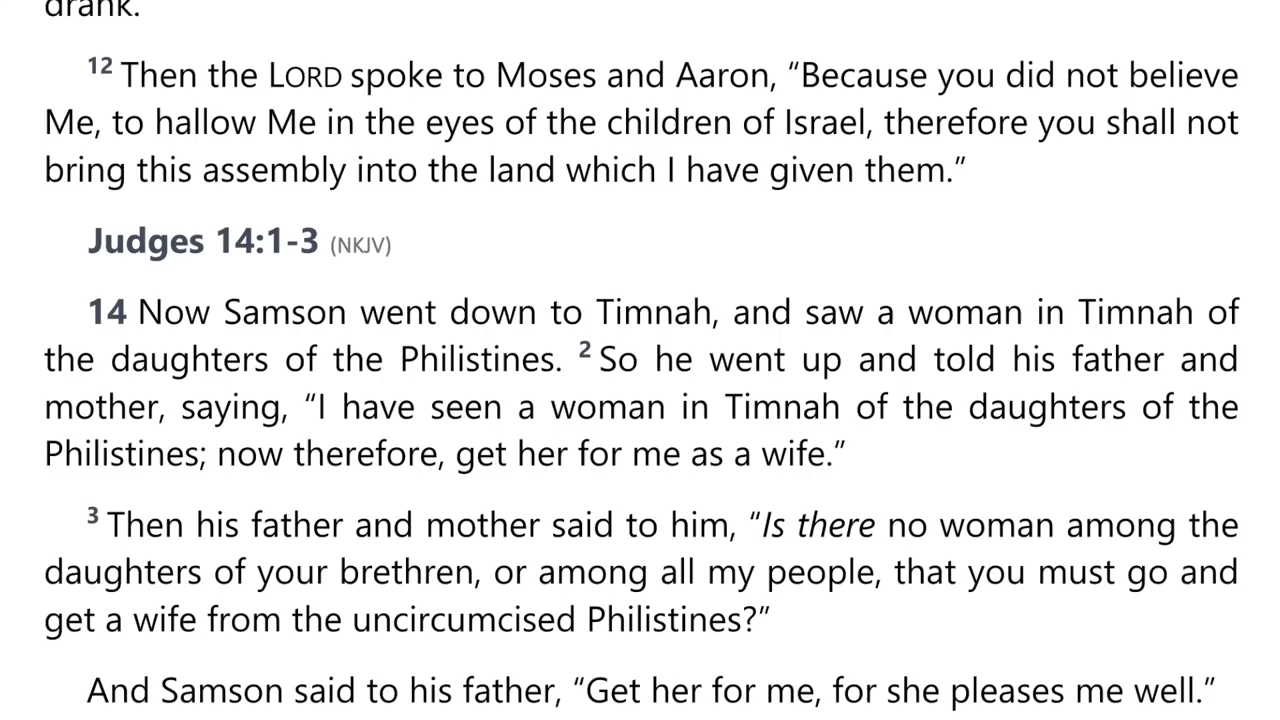 drank.
12 Then the LORD spoke to Moses and Aaron, “Because you did not believe
Me, to hallow Me in the eyes of the children of Israel, therefore you shall not
bring this assembly into the land which I have given them.”
Judges 14:1-3 (NKJV)
14 Now Samson went down to Timnah, and saw a woman in Timnah of
the daughters of the Philistines. 2 So he went up and told his father and
mother, saying, “I have seen a woman in Timnah of the daughters of the
Philistines; now therefore, get her for me as a wife.”
3 Then his father and mother said to him, “Is there no woman among the
daughters of your brethren, or among all my people, that you must go and
get a wife from the uncircumcised Philistines?”
And Samson said to his father, “Get her for me, for she pleases me well.”